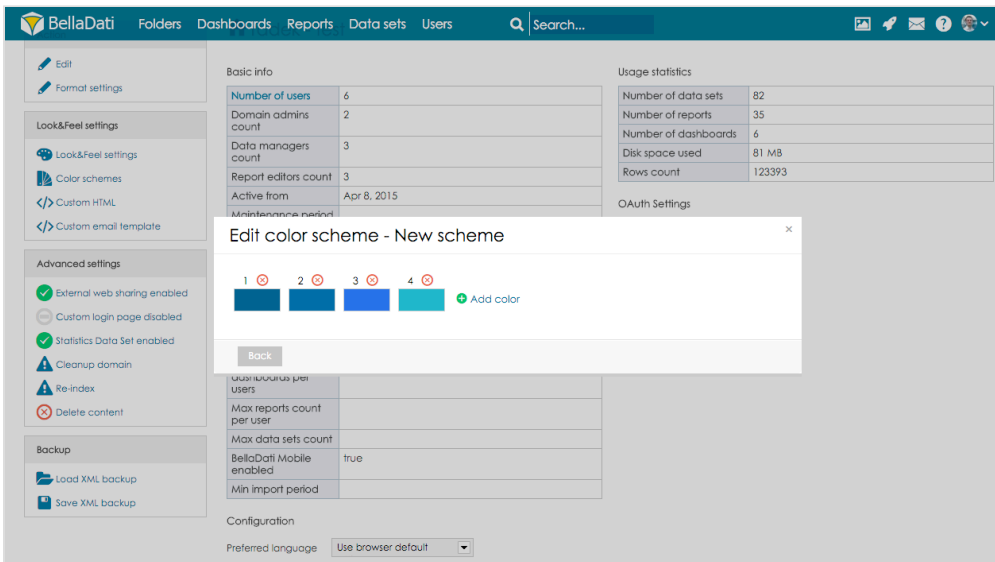 BellaDati Folders Dashboards Reports Data sets Users Search...
Edit
Format settings
Look&Feel settings
Look&Feel settings
Color schemes
Custom HTML
Custom email template
Advanced settings
External web sharing enabled
Custom login page disabled
Statistics Data Set enabled
Cleanup domain
Re-index
Delete content
Backup
Load XML backup
Save XML backup
Basic info
Number of users 6
Domain admins
count 2
Data managers
count 3
Report editors count 3
Active from Apr 8, 2015
Maintenance period
Usage statistics
Number of data sets 82
Number of reports 35
Number of dashboards 6
Disk space used 81 MB
Rows count 123393
OAuth Settings
Edit color scheme - New scheme ×
1 2 3 4
Add color
Back
dashboards per
users
Max reports count
per user
Max data sets count
BellaDati Mobile
enabled true
Min import period
Configuration
Preferred language Use browser default